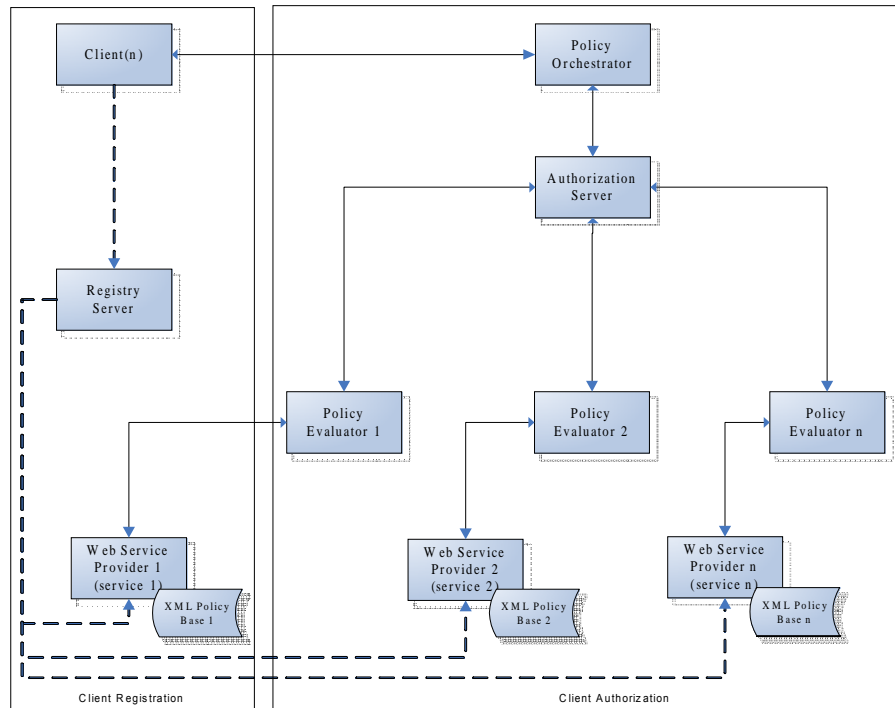 Client(n)
Policy
Orchestrator
Authorization
Server
Registry
Server
Policy
Evaluator 1
Policy
Evaluator 2
Policy
Evaluator n
Web Service
Provider 1
(service 1)
XML Policy
Base 1
Web Service
Provider 2
(service 2)
XML Policy
Base 2
Web Service
Provider n
(service n)
XML Policy
Base n
Client Registration
Client Authorization